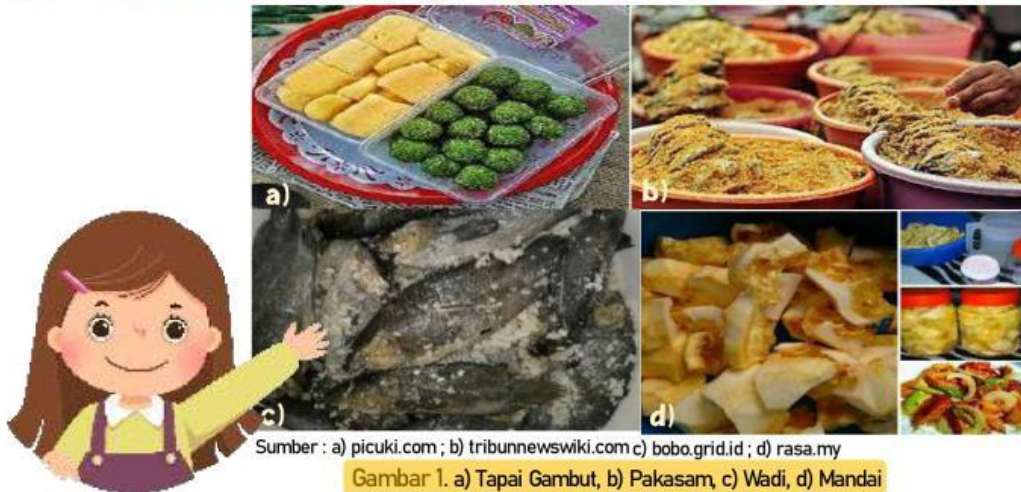 a)
b)
c)
d)
Sumber : a) picuki.com ; b) tribunnewswiki.com c) bobo.grid.id ; d) rasa.my
Gambar 1. a) Tapai Gambut, b) Pakasam, c) Wadi, d) Mandai